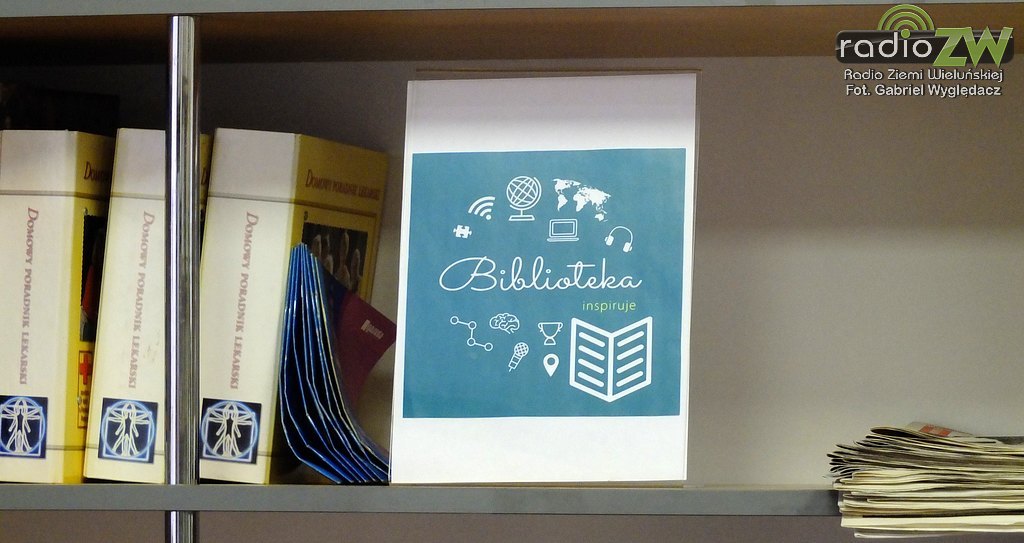 radioZW
Radio Ziemi Wieluńskiej
Fot. Gabriel Wyględacz
Domowy poradnik lekarski
Domowy poradnik lekarski
Domowy poradnik lekarski
Domowy poradnik lekarski
Biblioteka
inspiruje